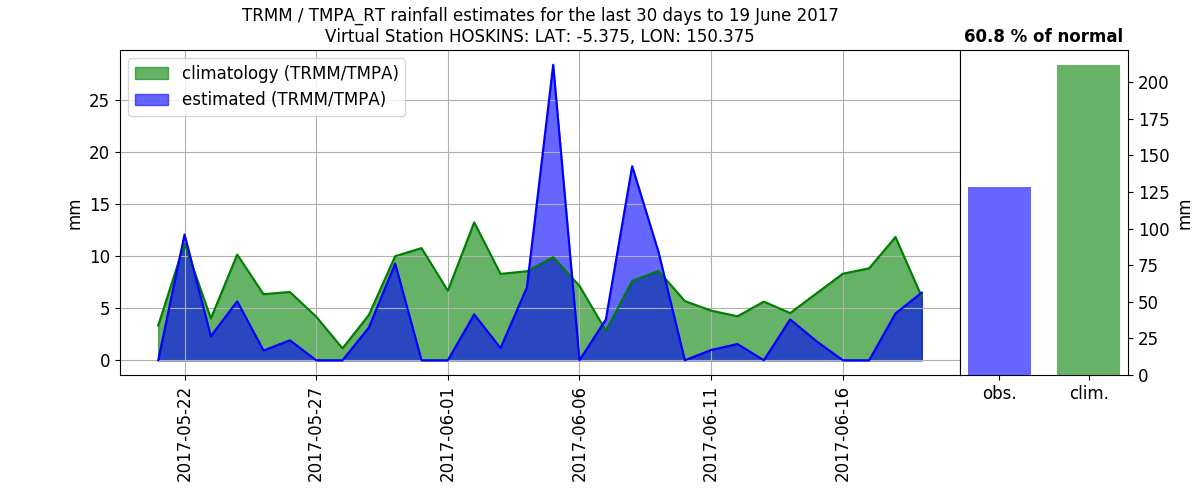 TRMM / TMPA_RT rainfall estimates for the last 30 days to 19 June 2017
Virtual Station HOSKINS: LAT: -5.375, LON: 150.375
60.8 % of normal
climatology (TRMM/TMPA)
estimated (TRMM/TMPA)
mm
25
20
15
10
5
0
2017-05-22
2017-05-27
2017-06-01
2017-06-06
2017-06-11
2017-06-16
200
175
150
125
100
75
50
25
0
mm
obs.
clim.